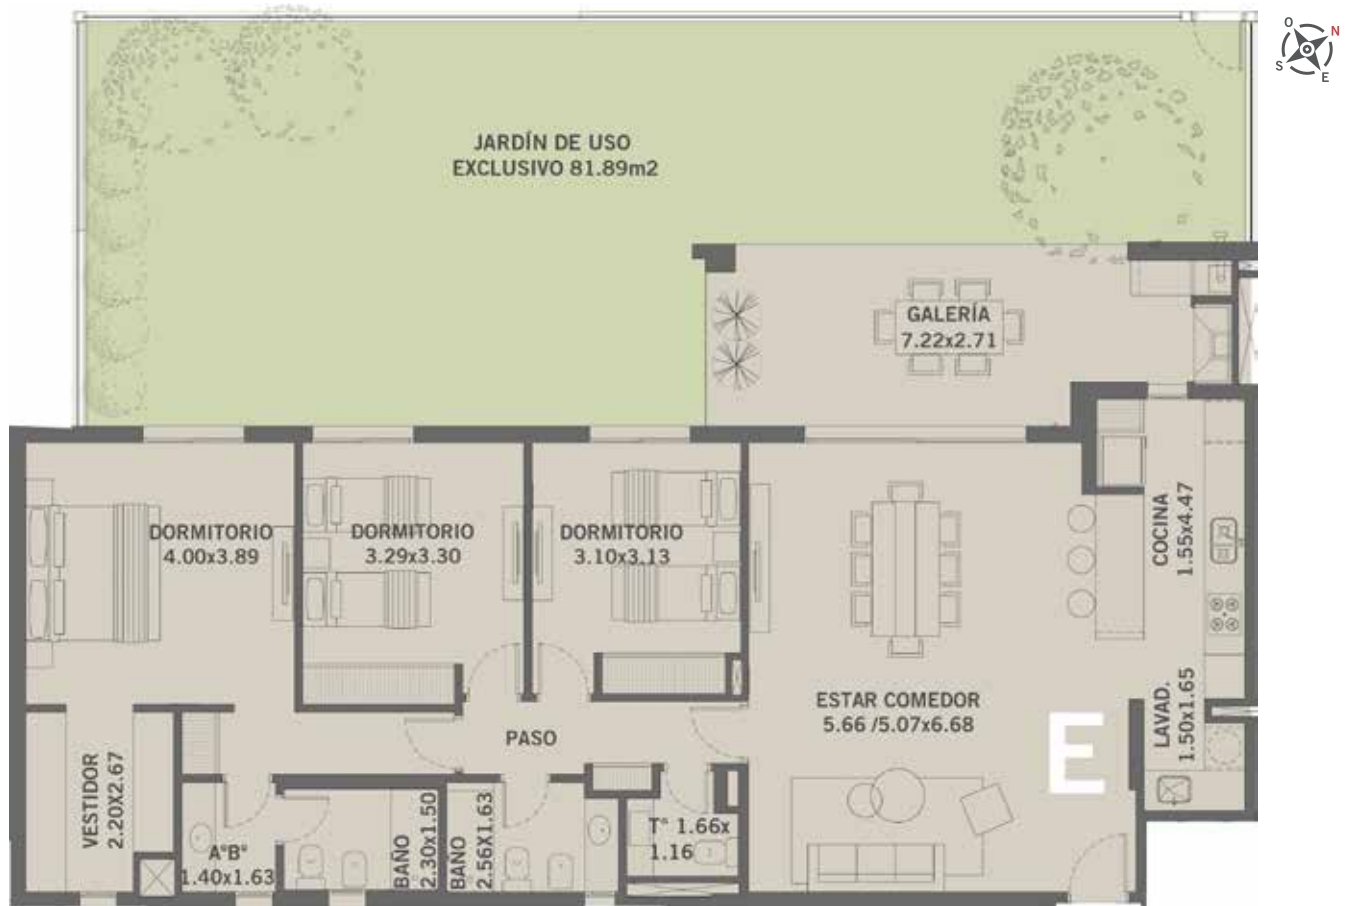 O
N
S
E
JARDÍN DE USO
EXCLUSIVO 81.89m2
GALERÍA
7.22x2.71
DORMITORIO
4.00x3.89
DORMITORIO
3.29x3.30
DORMITORIO
3.10x3.13
COCINA
1.55x4.47
ESTAR COMEDOR
5.66 /5.07x6.68
E
LAVAD.
1.50x1.65
PASO
VESTIDOR
2.20X2.67
A°B°
1.40x1.63
BAÑO
2.30x1.50
BAÑO
2.56X1.63
T° 1.66x
1.16